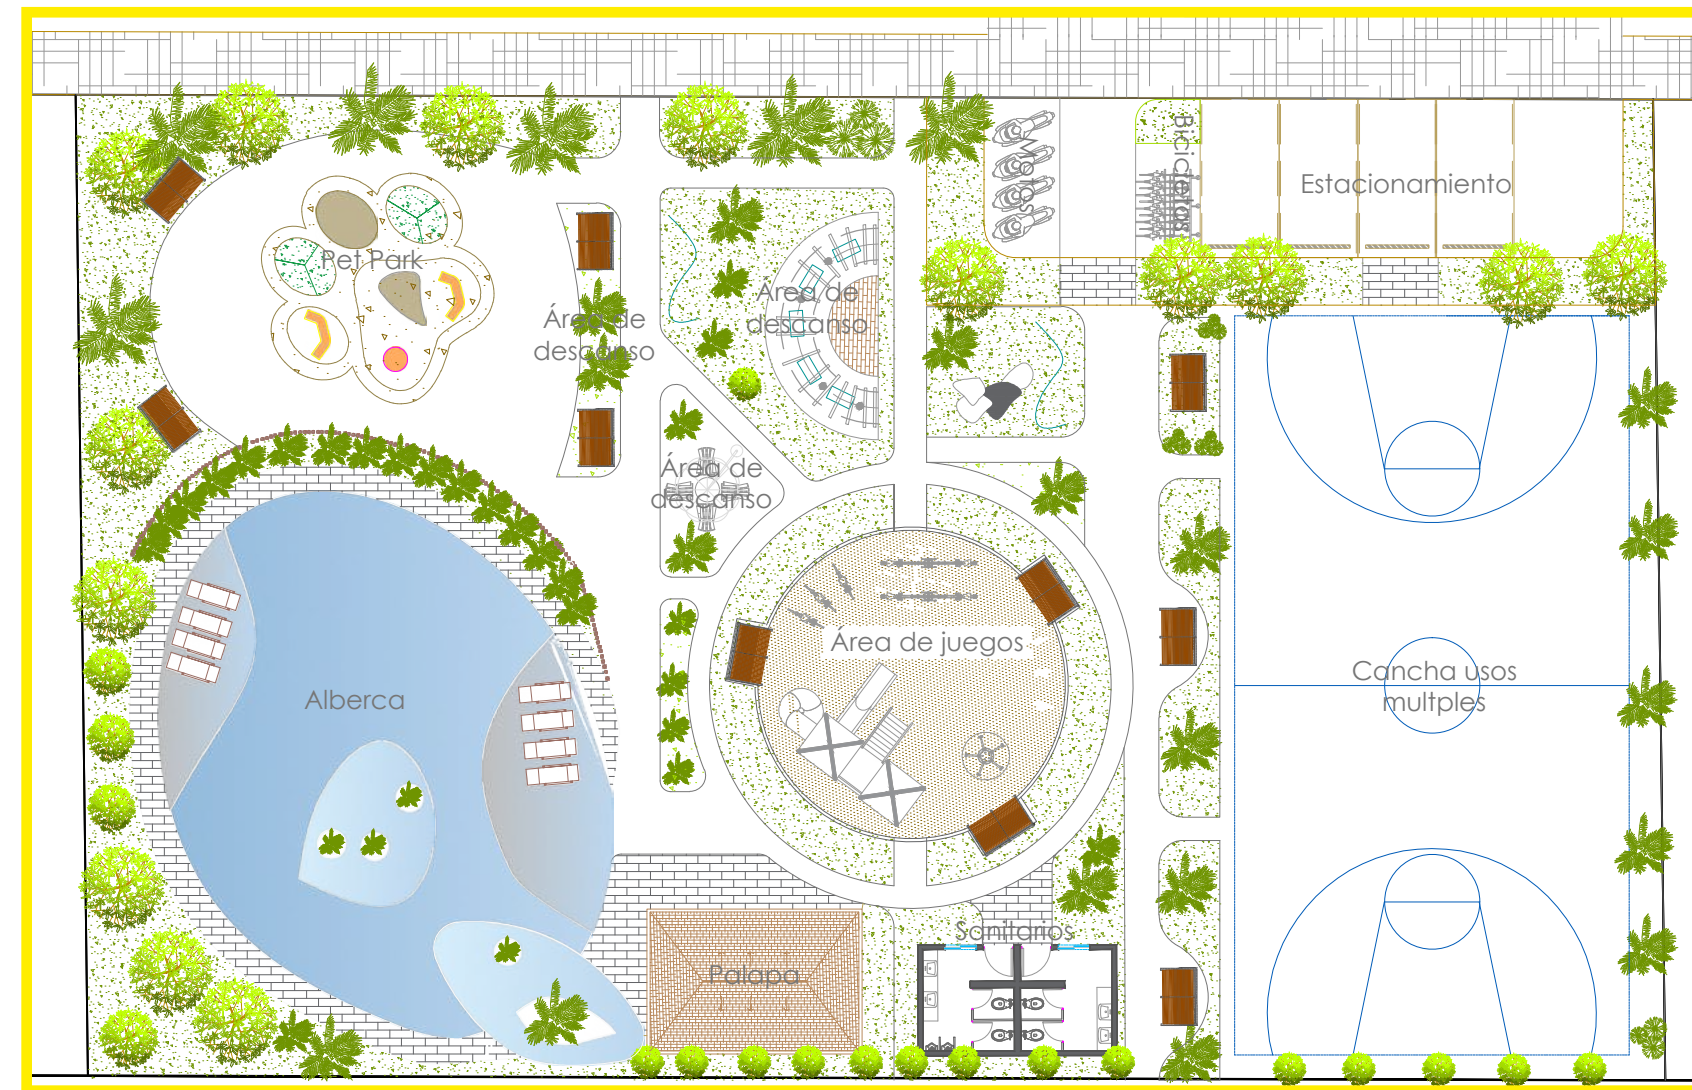 Motos
Bicicletas
Estacionamiento
Pet Park
Área de
descanso
Área de
descanso
Área de
descanso
Área de juegos
Cancha usos
multples
Alberca
Sanitarios
Palapa